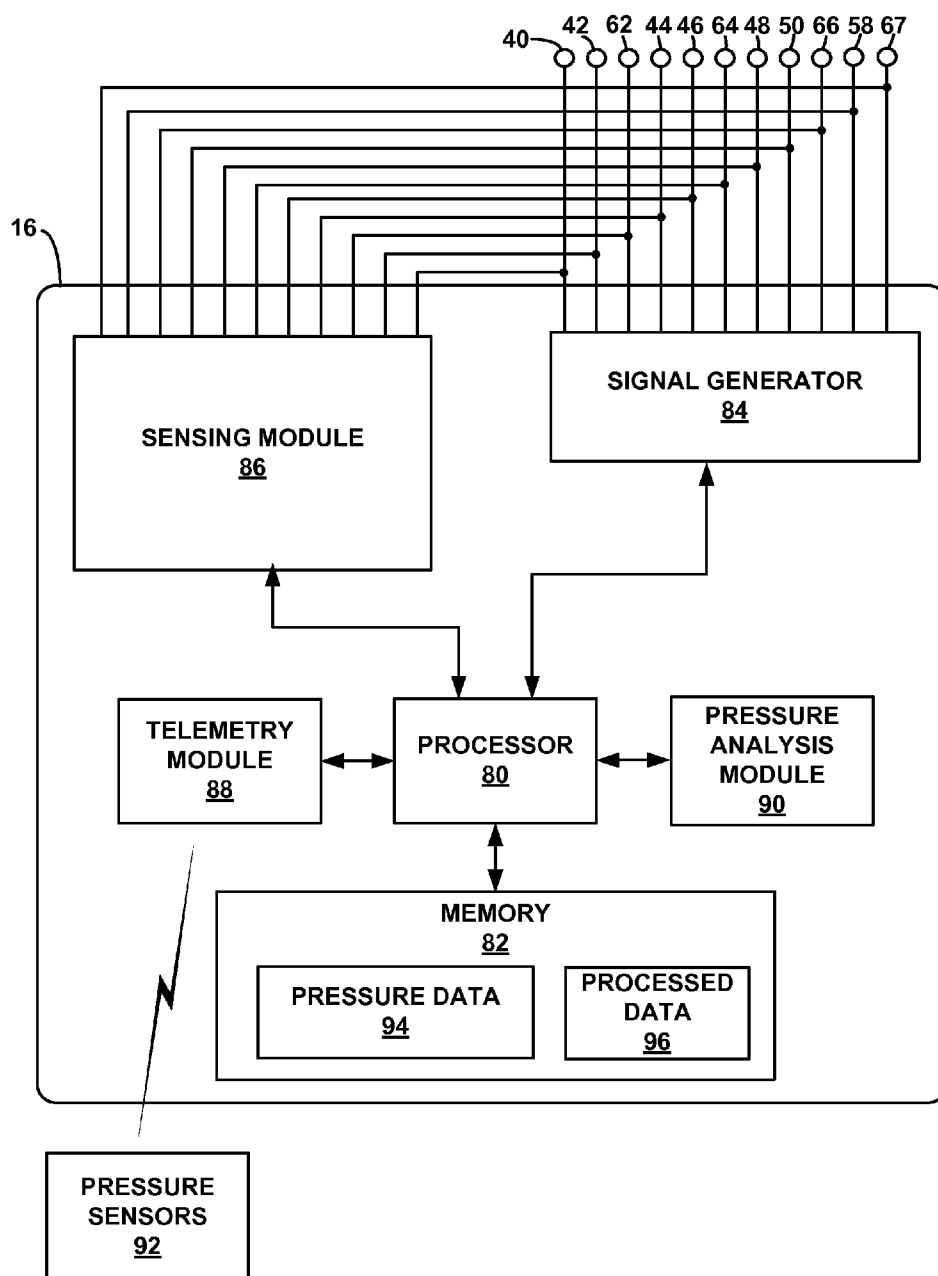 40 42 62 44 46 64 48 50 66 58 67
16
SENSING MODULE
86
SIGNAL GENERATOR
84
TELEMETRY
MODULE
88
PROCESSOR
80
PRESSURE
ANALYSIS
MODULE
90
MEMORY
82
PRESSURE DATA
94
PROCESSED
DATA
96
PRESSURE
SENSORS
92